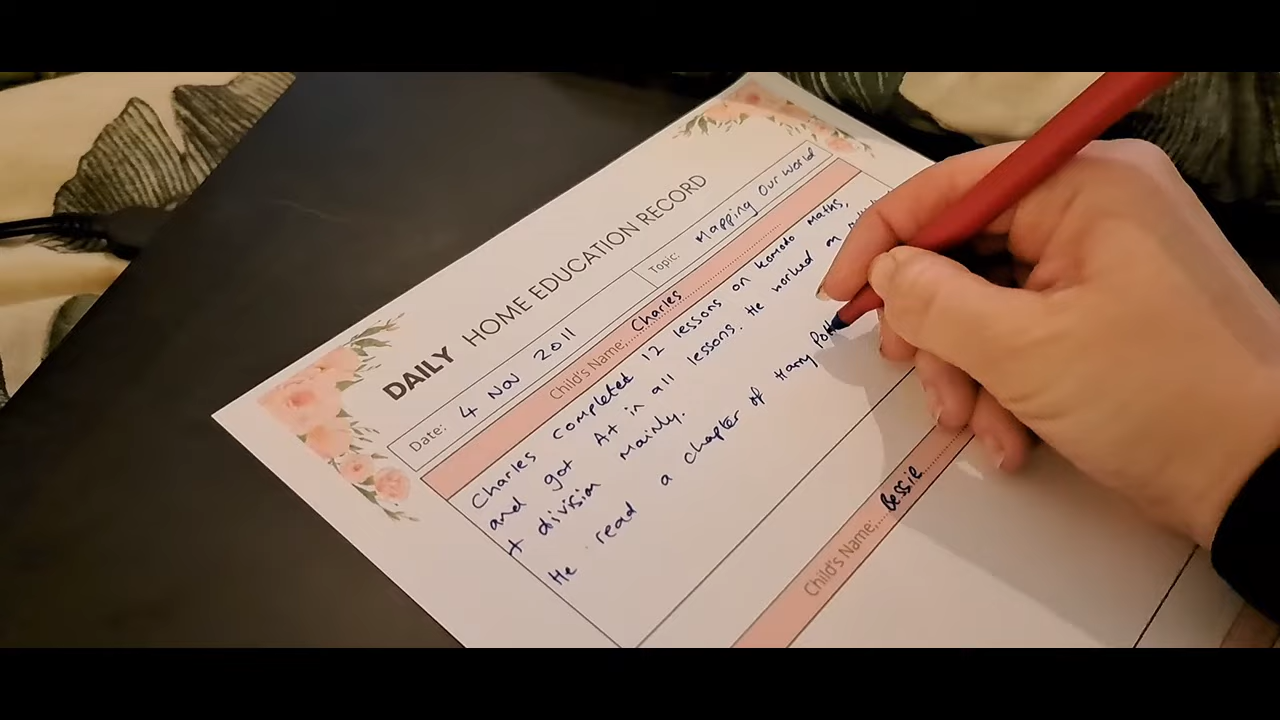 DAILY HOME EDUCATION RECORD
Date: 4 Nov 2011 Topic: Mapping Our World
Child's Name: Charles
Charles completed 12 lessons on Komodo Maths,
and got A+ in all lessons. He worked on
+ division mainly.
He read a chapter of Harry Pott
Child's Name: Bessie